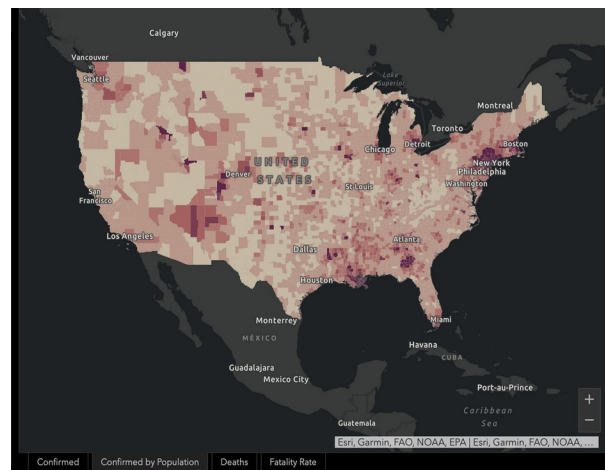 Calgary
Vancouver
Seattle
Lake
Superior
Montreal
Toronto
Boston
Detroit
Chicago
New York
Philadelphia
UNITED
STATES
Denver
St Louis
Washington
San
Francisco
Los Angeles
Atlanta
Dallas
Houston
Monterrey
Miami
MÉXICO
Havana
CUBA
Guadalajara
Mexico City
Port-au-Prince
Caribbean
Sea
Guatemala
+
−
Esri, Garmin, FAO, NOAA, EPA | Esri, Garmin, FAO, NOAA, …
Confirmed
Confirmed by Population
Deaths
Fatality Rate